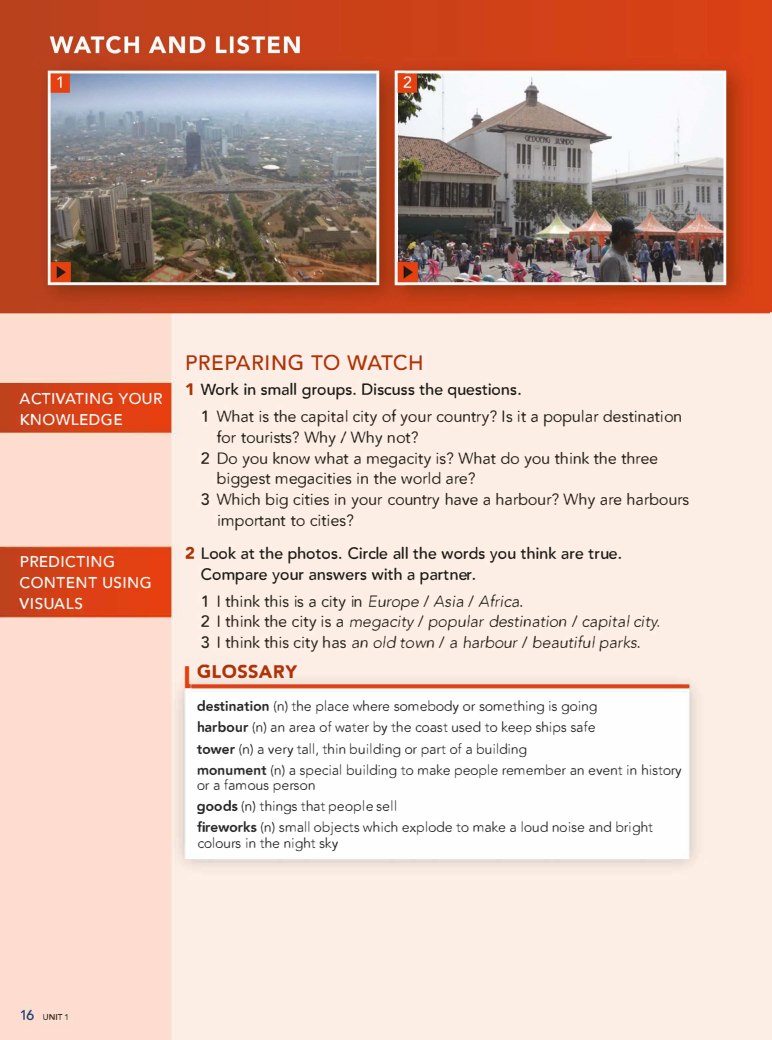 WATCH AND LISTEN
1
2
GEDOENG JASINDO
PREPARING TO WATCH
ACTIVATING YOUR
KNOWLEDGE
1 Work in small groups. Discuss the questions.
1 What is the capital city of your country? Is it a popular destination
for tourists? Why / Why not?
2 Do you know what a megacity is? What do you think the three
biggest megacities in the world are?
3 Which big cities in your country have a harbour? Why are harbours
important to cities?
PREDICTING
CONTENT USING
VISUALS
2 Look at the photos. Circle all the words you think are true.
Compare your answers with a partner.
1 I think this is a city in Europe / Asia / Africa.
2 I think the city is a megacity / popular destination / capital city.
3 I think this city has an old town / a harbour / beautiful parks.
GLOSSARY
destination (n) the place where somebody or something is going
harbour (n) an area of water by the coast used to keep ships safe
tower (n) a very tall, thin building or part of a building
monument (n) a special building to make people remember an event in history
or a famous person
goods (n) things that people sell
fireworks (n) small objects which explode to make a loud noise and bright
colours in the night sky
16 UNIT 1